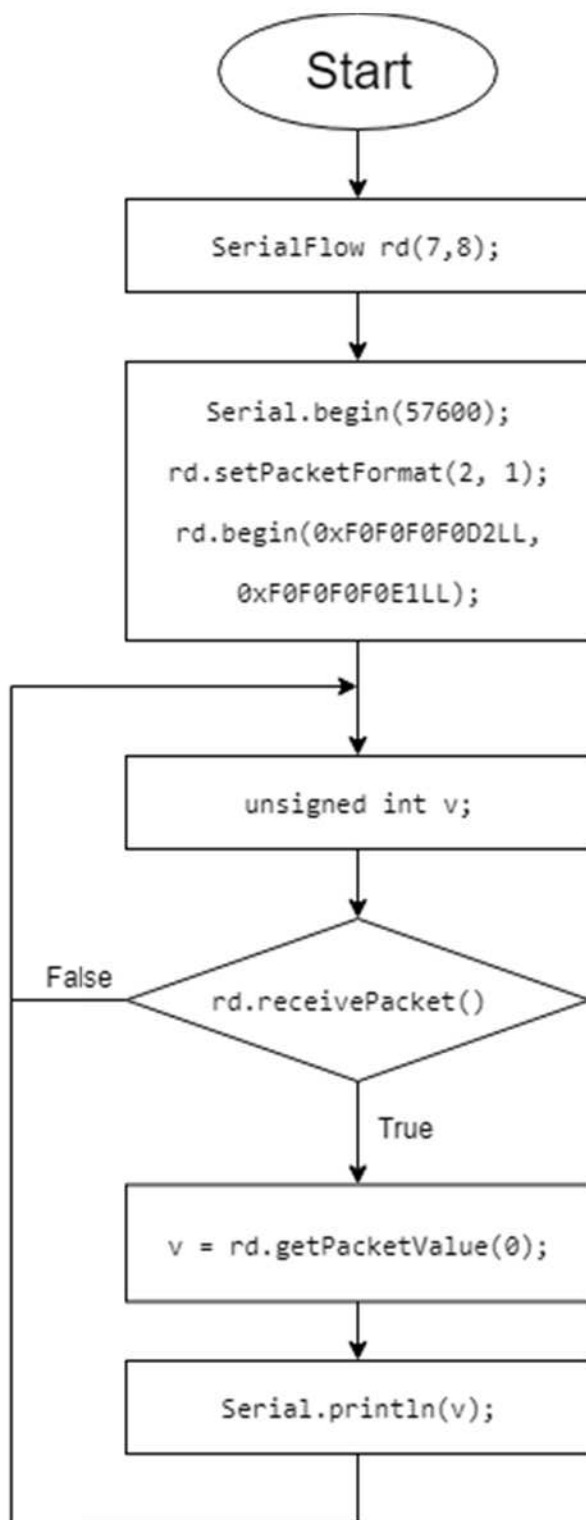 Start
SerialFlow rd(7,8);
Serial.begin(57600);
rd.setPacketFormat(2, 1);
rd.begin(0xF0F0F0F0D2LL,
0xF0F0F0F0E1LL);
unsigned int v;
False
rd.receivePacket()
True
v = rd.getPacketValue(0);
Serial.println(v);